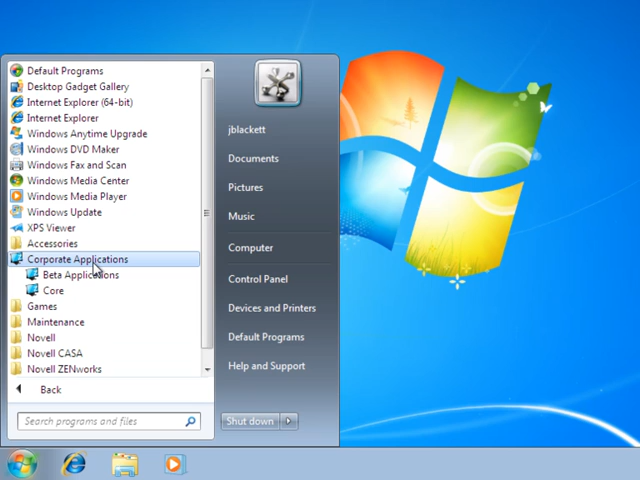 Default Programs
Desktop Gadget Gallery
Internet Explorer (64-bit)
Internet Explorer
Windows Anytime Upgrade
Windows DVD Maker
Windows Fax and Scan
Windows Media Center
Windows Media Player
Windows Update
XPS Viewer
Accessories
Corporate Applications
Beta Applications
Core
Games
Maintenance
Novell
Novell CASA
Novell ZENworks
Back
Search programs and files
jblackett
Documents
Pictures
Music
Computer
Control Panel
Devices and Printers
Default Programs
Help and Support
Shut down